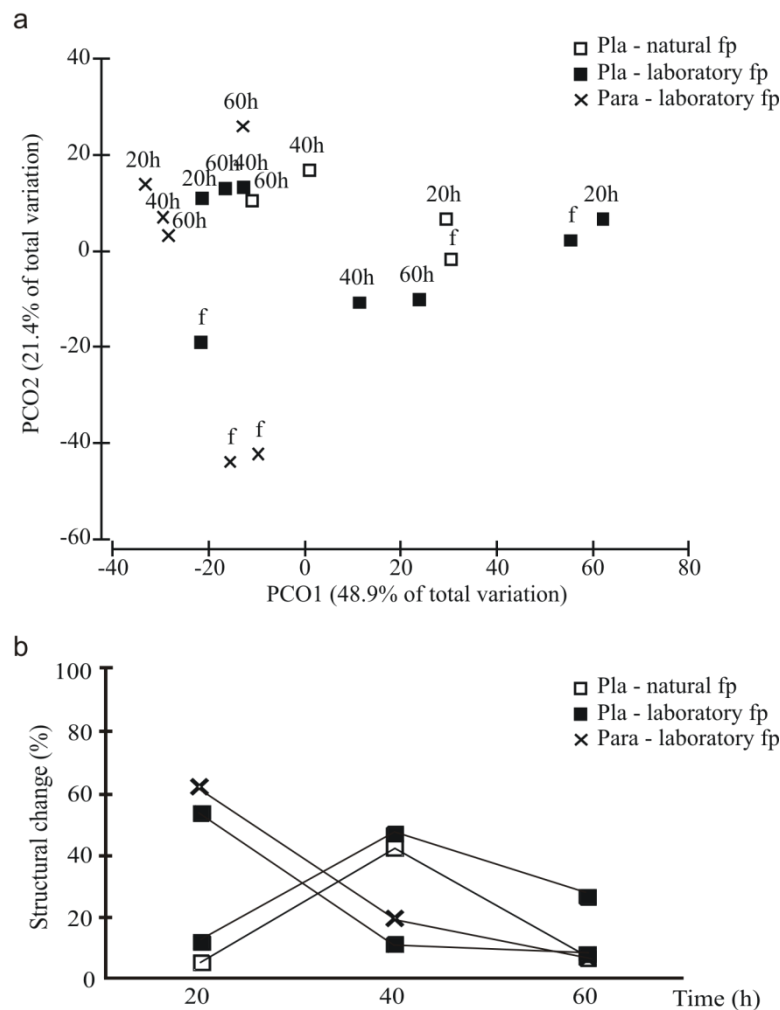 a
Pla - natural fp
Pla - laboratory fp
Para - laboratory fp
40
20
0
-20
-40
-60
PCO2 (21.4% of total variation)
60h
40h
20h
20h
60h
40h
60h
40h
60h
20h
f
f
20h
40h
60h
f
f
f
-40
-20
0
20
40
60
80
PCO1 (48.9% of total variation)
b
Pla - natural fp
Pla - laboratory fp
Para - laboratory fp
100
80
60
40
20
0
Structural change (%)
20
40
60
Time (h)